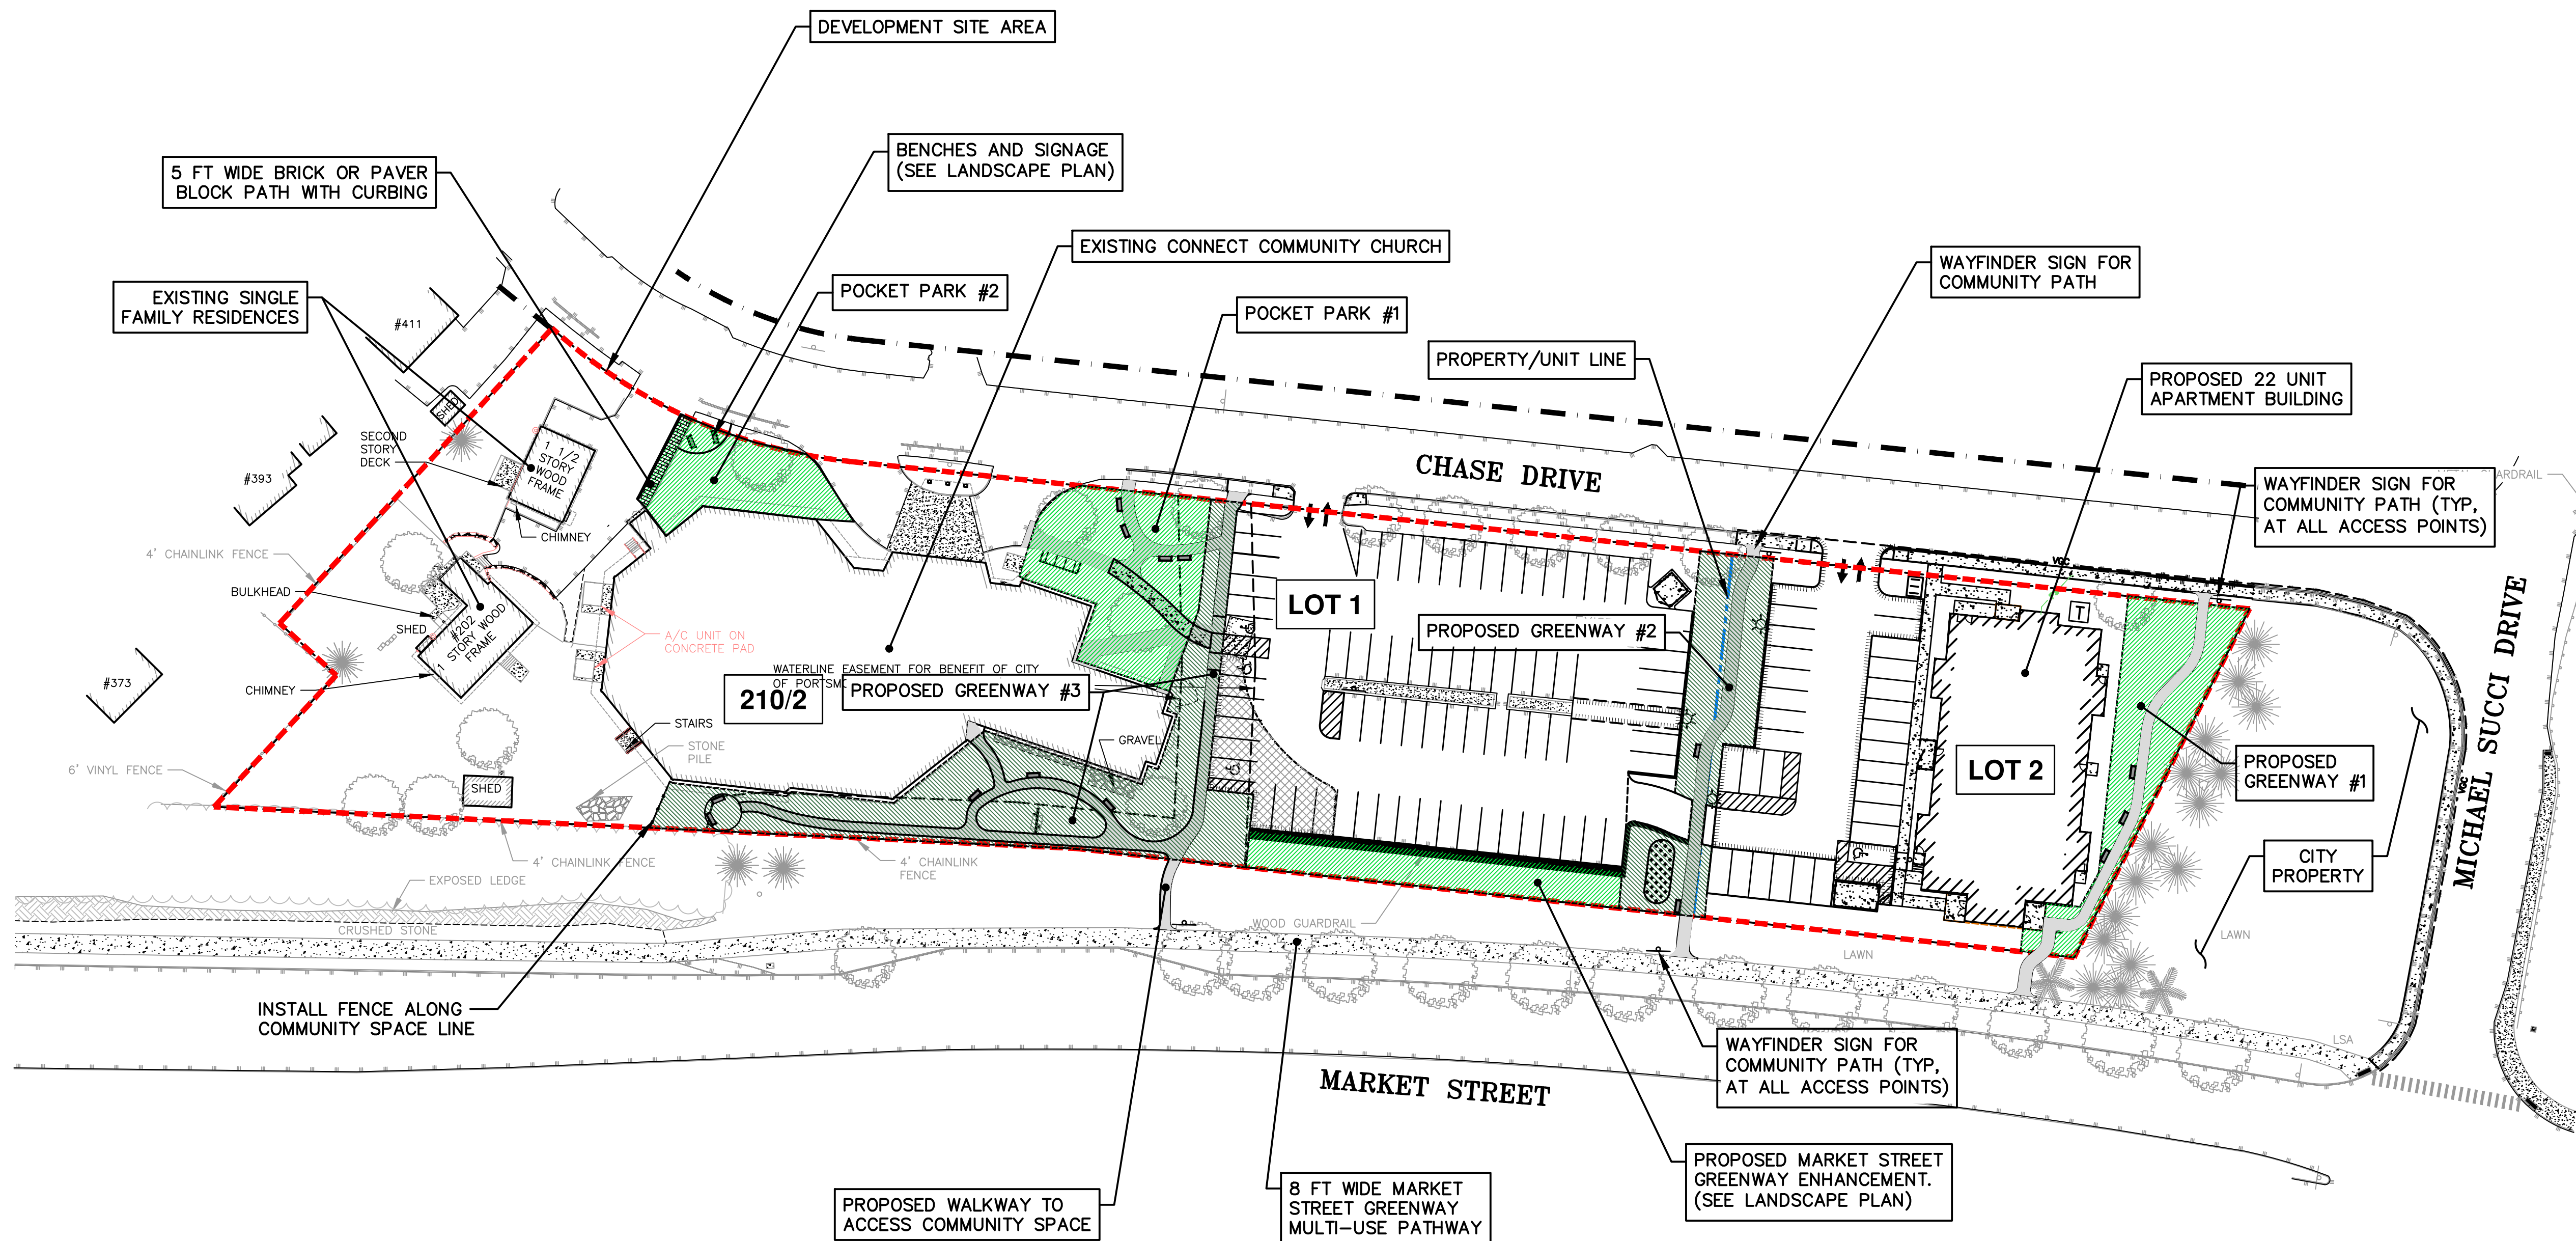 DEVELOPMENT SITE AREA
BENCHES AND SIGNAGE
(SEE LANDSCAPE PLAN)
5 FT WIDE BRICK OR PAVER
BLOCK PATH WITH CURBING
EXISTING CONNECT COMMUNITY CHURCH
WAYFINDER SIGN FOR
COMMUNITY PATH
POCKET PARK #2
EXISTING SINGLE
FAMILY RESIDENCES
POCKET PARK #1
PROPERTY/UNIT LINE
PROPOSED 22 UNIT
APARTMENT BUILDING
#411
SHED
SECOND
STORY
DECK
1 1/2
STORY
WOOD
FRAME
#393
CHIMNEY
CHASE DRIVE
WAYFINDER SIGN FOR
COMMUNITY PATH (TYP,
AT ALL ACCESS POINTS)
4' CHAINLINK FENCE
BULKHEAD
SHED
#202
1 STORY WOOD
FRAME
A/C UNIT ON
CONCRETE PAD
LOT 1
VGC
T
PROPOSED GREENWAY #2
WATERLINE EASEMENT FOR BENEFIT OF CITY
210/2
PROPOSED GREENWAY #3
#373
CHIMNEY
STAIRS
STONE
PILE
GRAVEL
6' VINYL FENCE
SHED
LOT 2
PROPOSED
GREENWAY #1
VGC
MICHAEL SUCCI DRIVE
CITY
PROPERTY
4' CHAINLINK FENCE
4' CHAINLINK
FENCE
EXPOSED LEDGE
CRUSHED STONE
WOOD GUARDRAIL
LAWN
LAWN
INSTALL FENCE ALONG
COMMUNITY SPACE LINE
LSA
WAYFINDER SIGN FOR
COMMUNITY PATH (TYP,
AT ALL ACCESS POINTS)
MARKET STREET
PROPOSED MARKET STREET
GREENWAY ENHANCEMENT.
(SEE LANDSCAPE PLAN)
PROPOSED WALKWAY TO
ACCESS COMMUNITY SPACE
8 FT WIDE MARKET
STREET GREENWAY
MULTI-USE PATHWAY